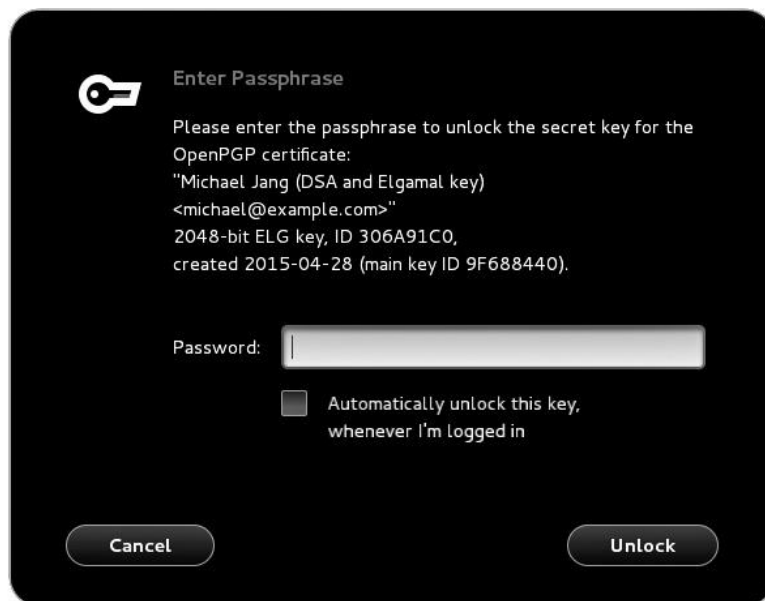 Enter Passphrase
Please enter the passphrase to unlock the secret key for the
OpenPGP certificate:
"Michael Jang (DSA and Elgamal key)
<michael@example.com>"
2048-bit ELG key, ID 306A91C0,
created 2015-04-28 (main key ID 9F688440).
Password:
Automatically unlock this key,
whenever I'm logged in
Cancel
Unlock